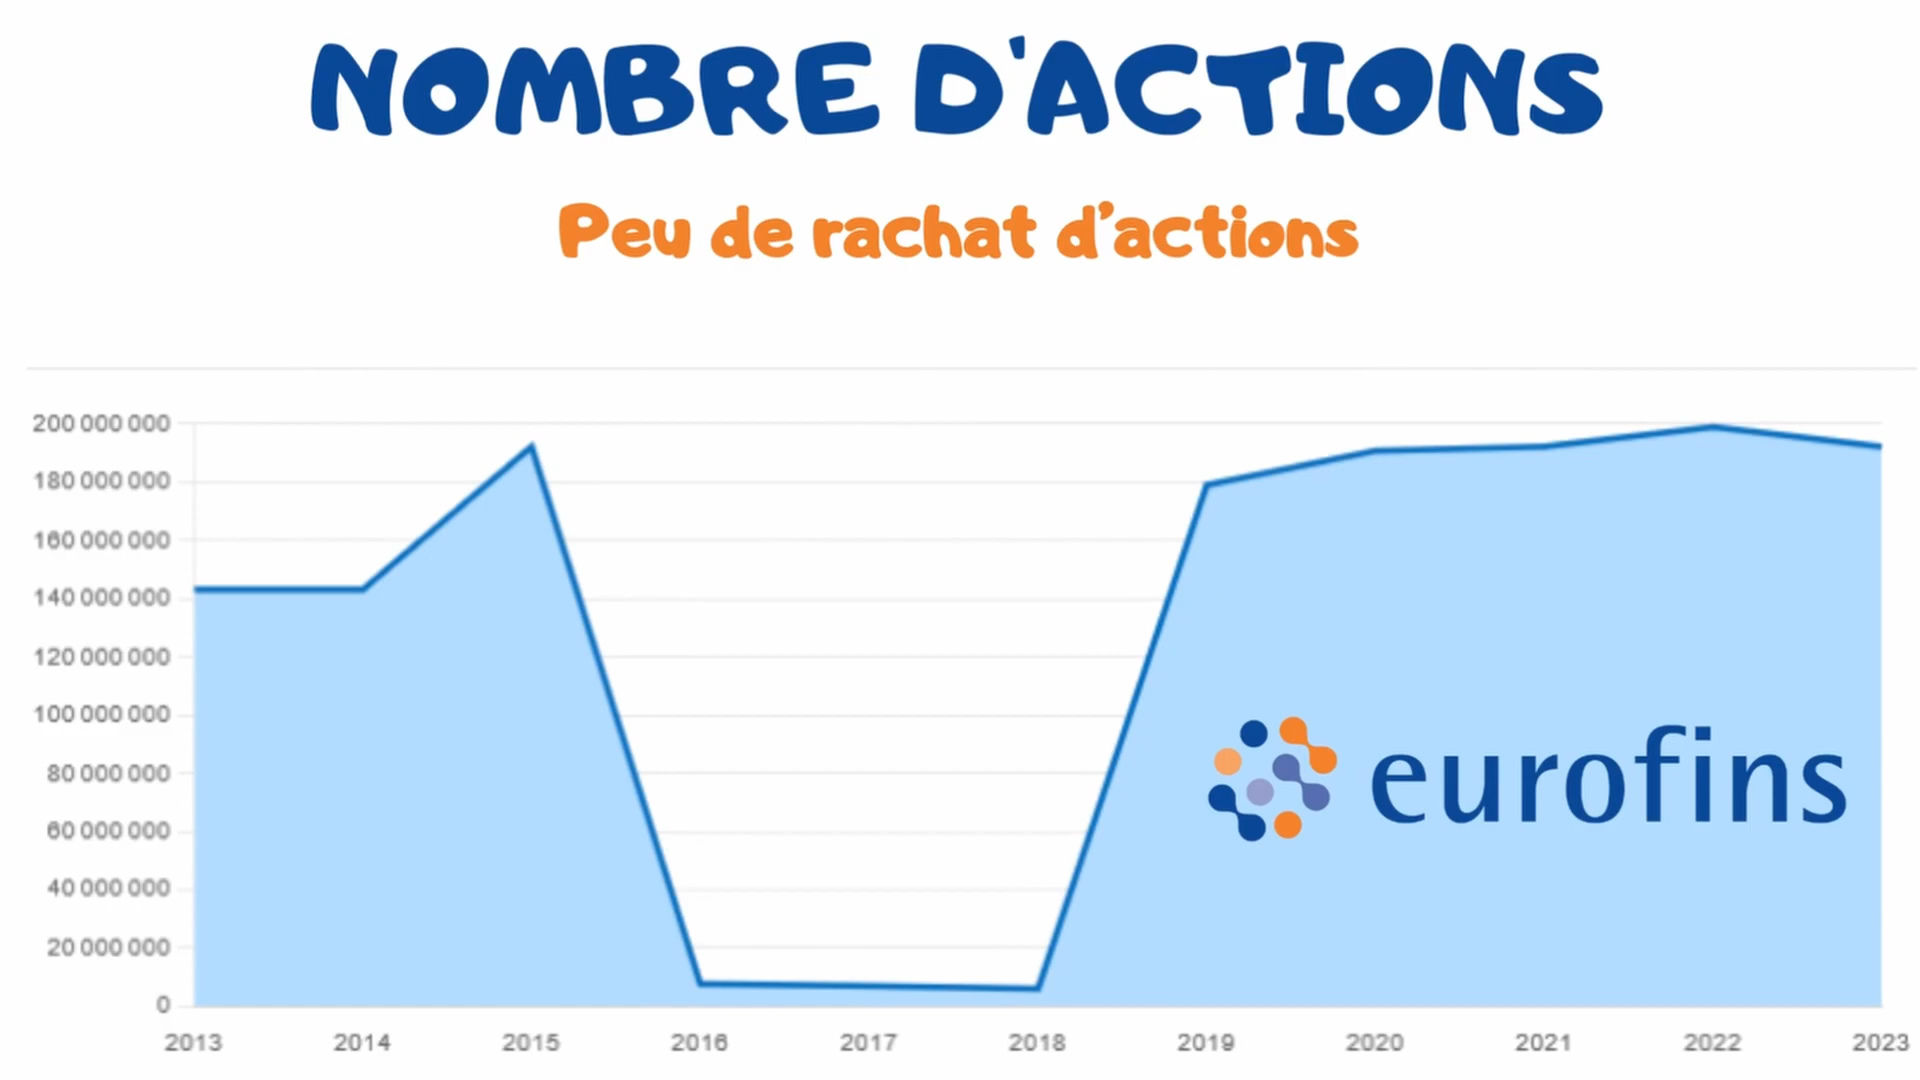 NOMBRE D'ACTIONS
Peu de rachat d'actions
200 000 000
180 000 000
160 000 000
140 000 000
120 000 000
100 000 000
80 000 000
60 000 000
40 000 000
20 000 000
0
eurofins
2013 2014 2015 2016 2017 2018 2019 2020 2021 2022 2023